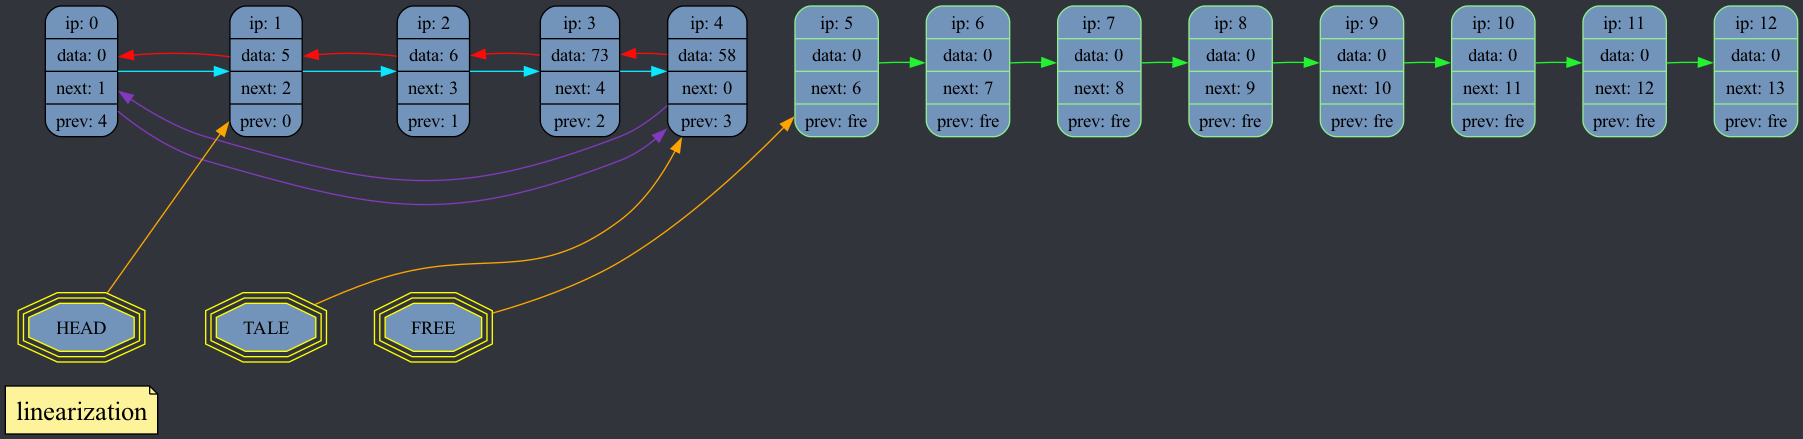 ip: 0
data: 0
next: 1
prev: 4
ip: 1
data: 5
next: 2
prev: 0
ip: 2
data: 6
next: 3
prev: 1
ip: 3
data: 73
next: 4
prev: 2
ip: 4
data: 58
next: 0
prev: 3
ip: 5
data: 0
next: 6
prev: fre
ip: 6
data: 0
next: 7
prev: fre
ip: 7
data: 0
next: 8
prev: fre
ip: 8
data: 0
next: 9
prev: fre
ip: 9
data: 0
next: 10
prev: fre
ip: 10
data: 0
next: 11
prev: fre
ip: 11
data: 0
next: 12
prev: fre
ip: 12
data: 0
next: 13
prev: fre
HEAD
TALE
FREE
linearization